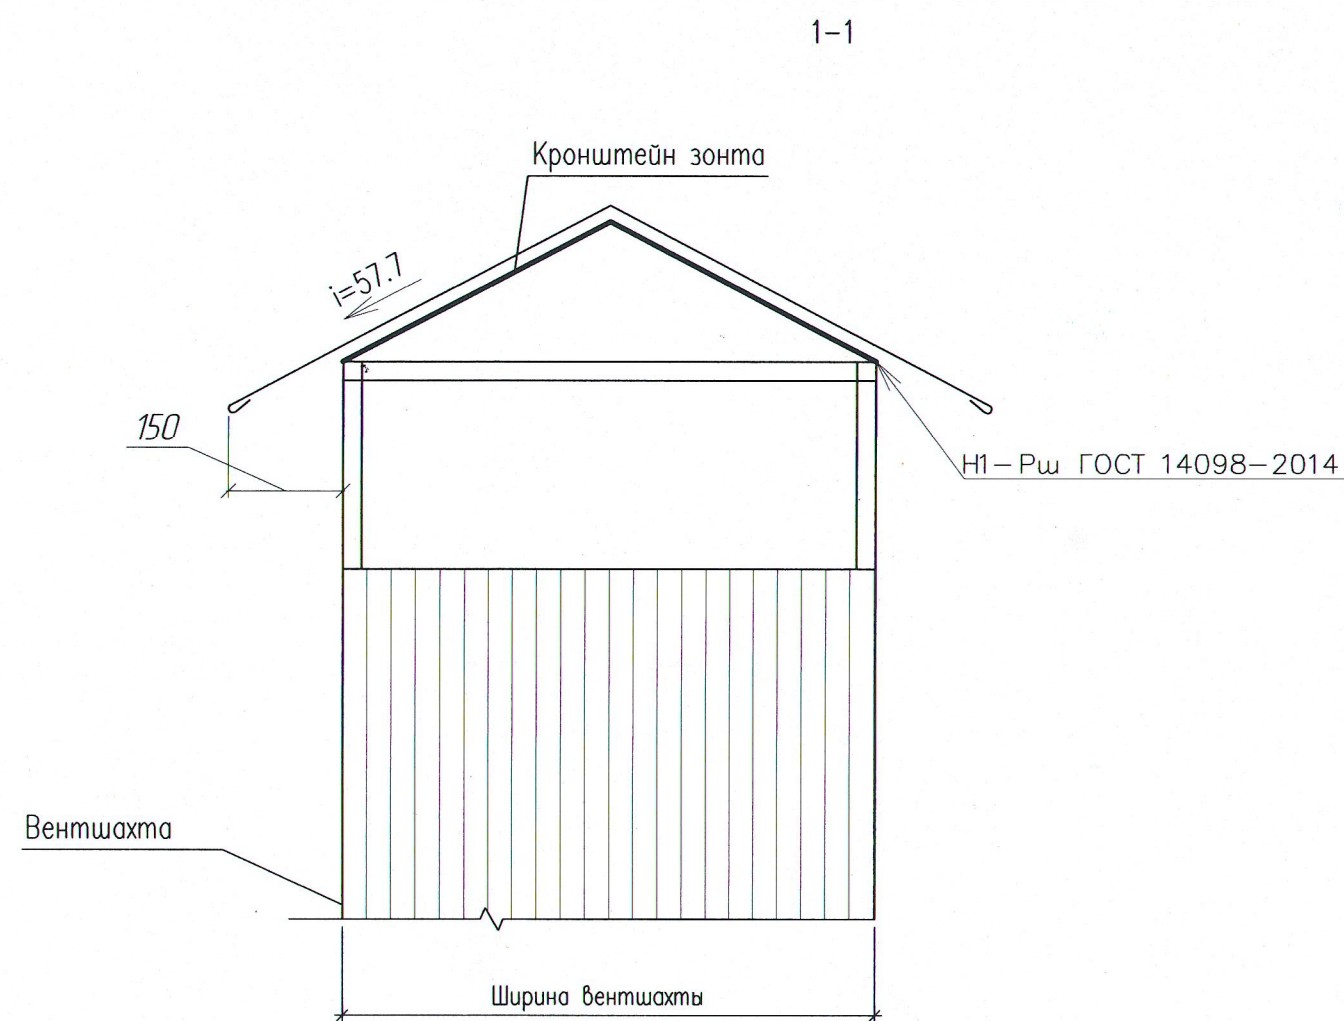 1-1
Кронштейн зонта
i=57.7
150
Н1-Рш ГОСТ 14098-2014
Вентшахта
Ширина вентшахты